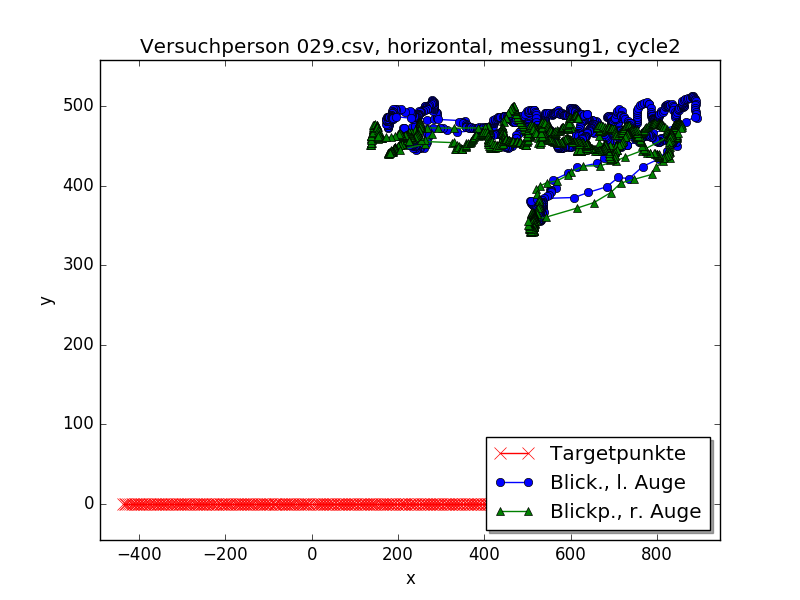 Versuchperson 029.csv, horizontal, messung1, cycle2
500
400
300
200
100
0
y
−400
−200
0
200
400
600
800
x
Targetpunkte
Blick., l. Auge
Blickp., r. Auge